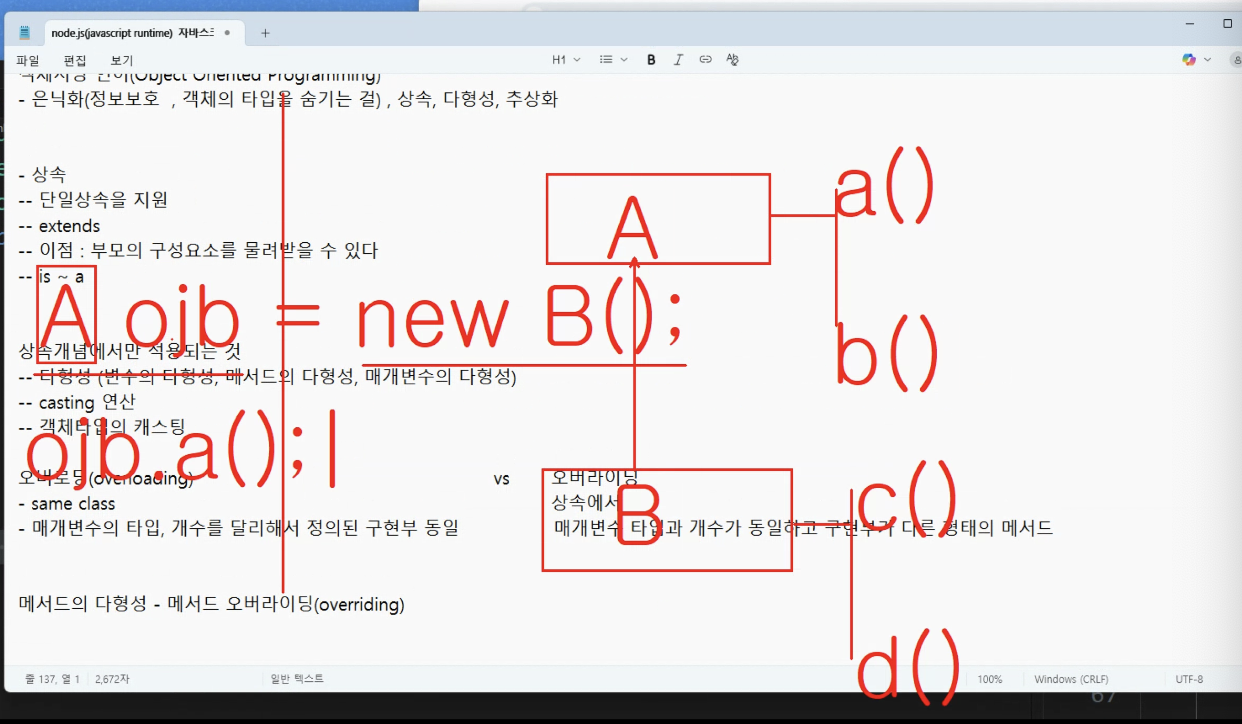 node.js(javascript runtime) 자바스크
파일 편집 보기
H1 B I
객체지향 언어(Object Oriented Programming)
- 은닉화(정보보호 , 객체의 타입을 숨기는 걸) , 상속, 다형성, 추상화
- 상속
-- 단일상속을 지원
-- extends
-- 이점 : 부모의 구성요소를 물려받을 수 있다
-- is ~ a
A ojb = new B();
상속개념에서만 적용되는 것
-- 다형성 (변수의 다형성, 매서드의 다형성, 매개변수의 다형성)
-- casting 연산
-- 객체타입의 캐스팅
ojb.a();
오버로딩(overloading) vs 오버라이딩
- same class 상속에서
- 매개변수의 타입, 개수를 달리해서 정의된 구현부 동일 매개변수 타입과 개수가 동일하고 구현부가 다른 형태의 메서드
메서드의 다형성 - 메서드 오버라이딩(overriding)
A
a()
b()
B
c()
d()
줄 137, 열 1 2,672자 일반 텍스트 100% Windows (CRLF) UTF-8
67